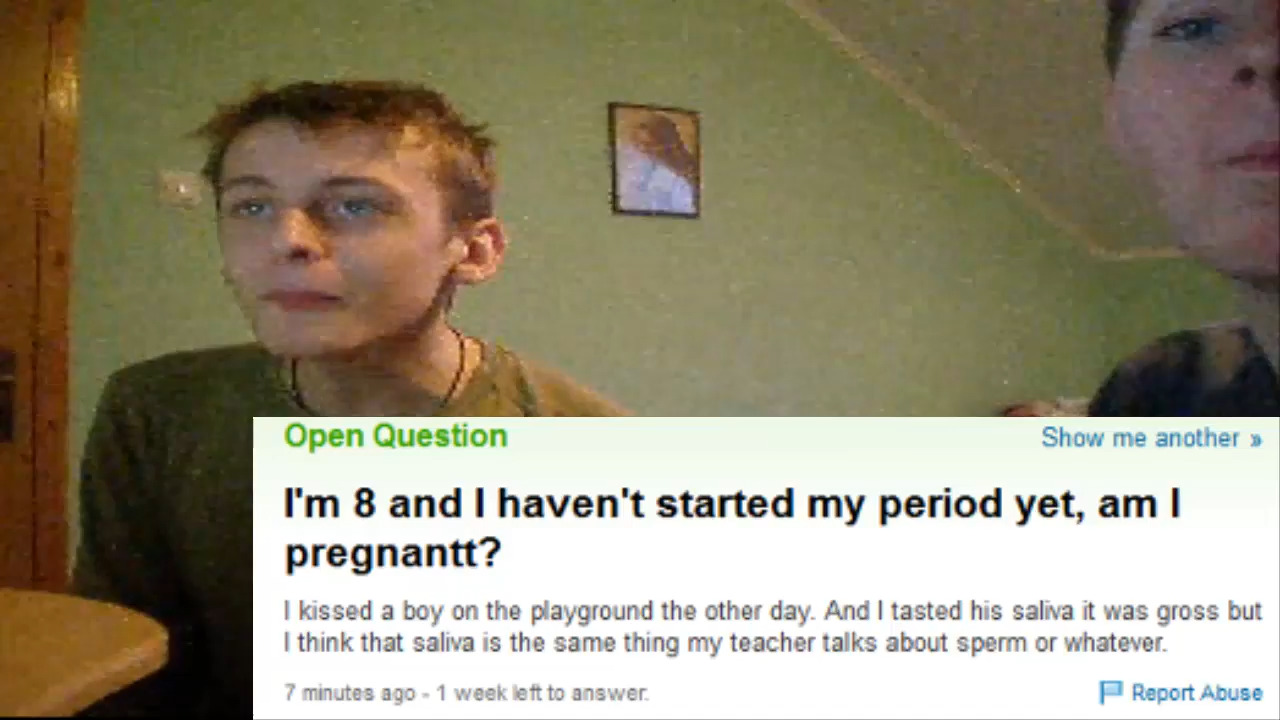 Open Question
Show me another »
I'm 8 and I haven't started my period yet, am I
pregnantt?
I kissed a boy on the playground the other day. And I tasted his saliva it was gross but
I think that saliva is the same thing my teacher talks about sperm or whatever.
7 minutes ago - 1 week left to answer.
Report Abuse